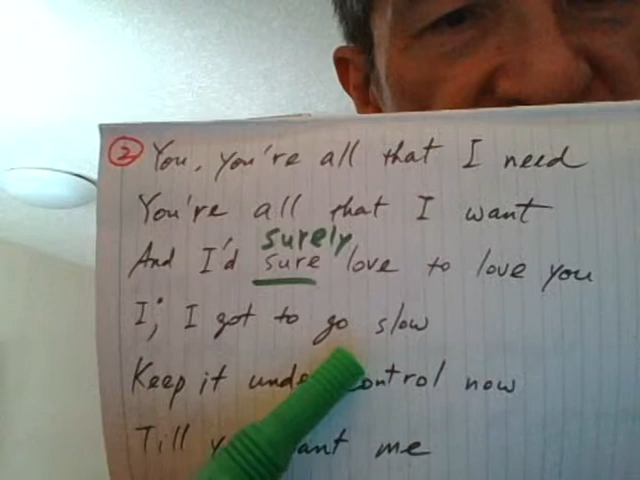 ② You, you're all that I need
You're all that I want
surely
And I'd sure love to love you
I; I got to go slow
Keep it control now
Till me